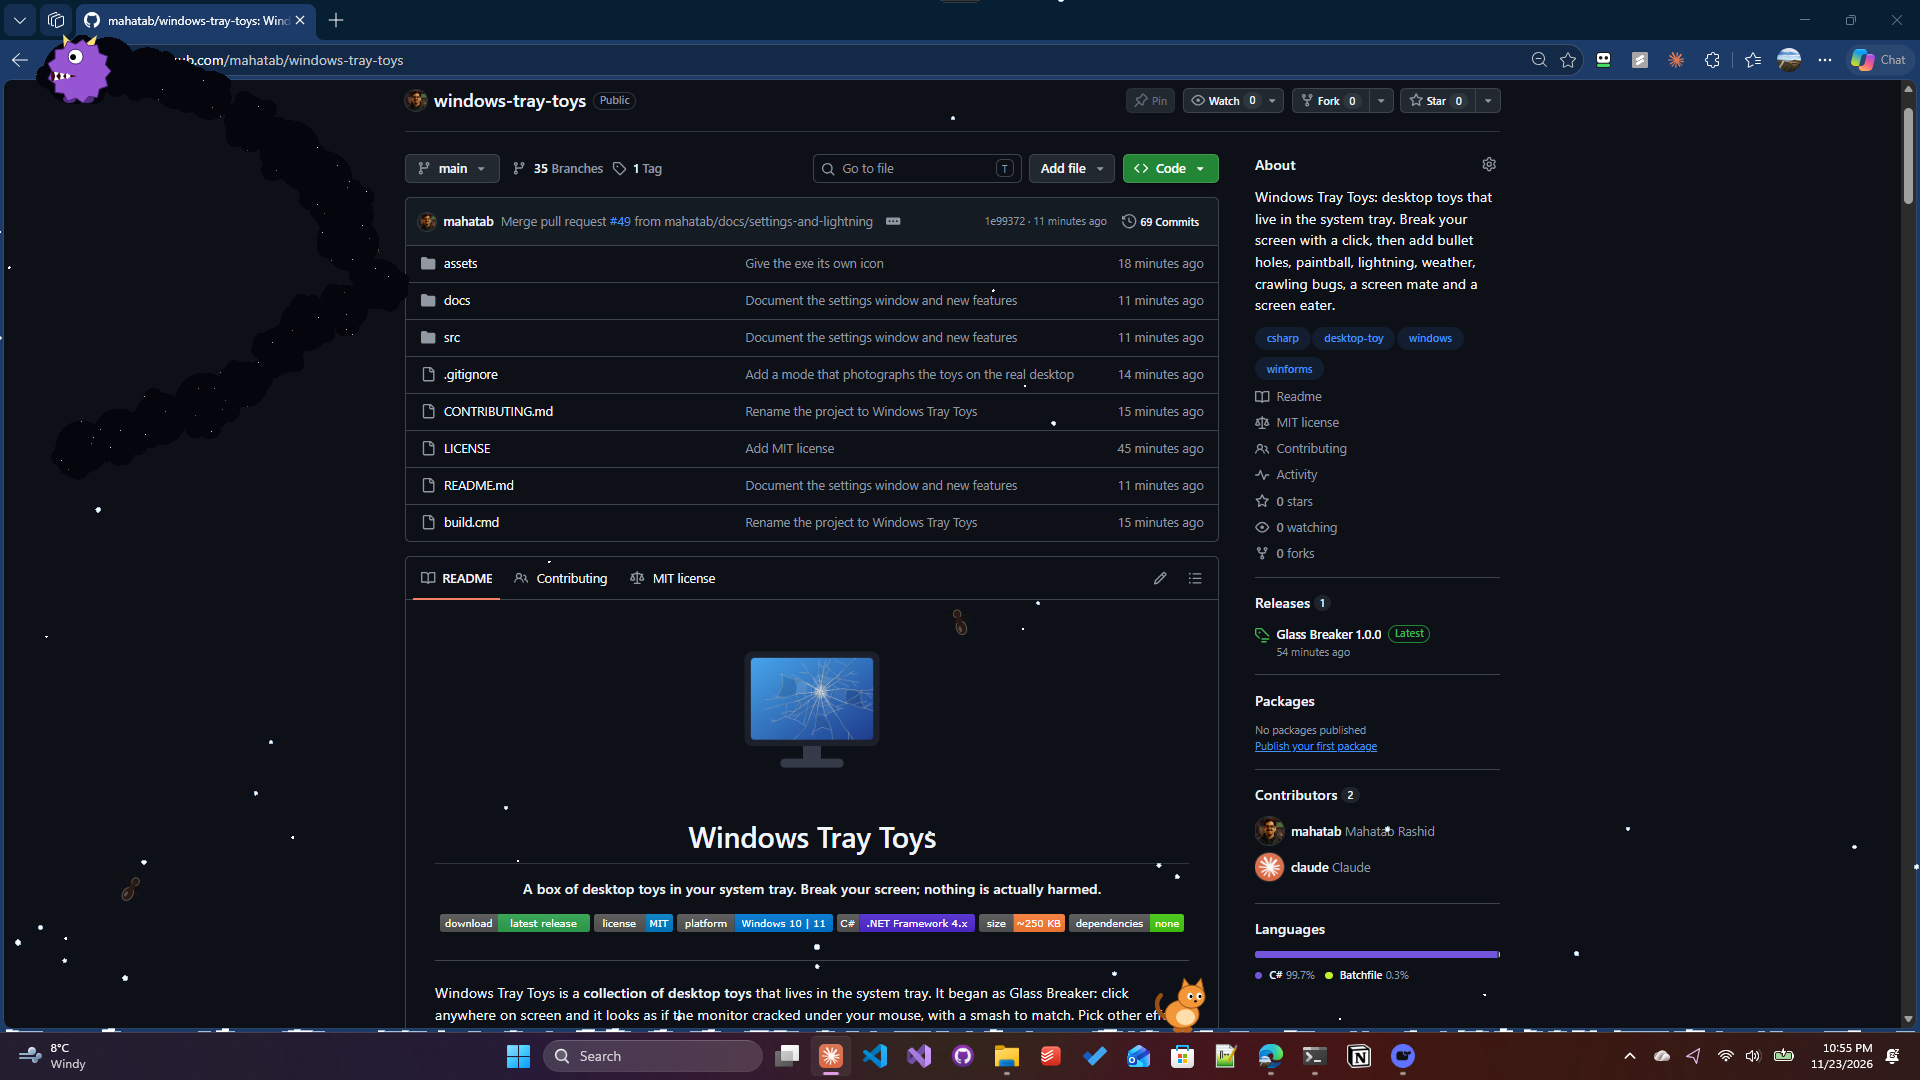 mahatab/windows-tray-toys: Wind
ub.com/mahatab/windows-tray-toys
Chat
windows-tray-toys
Public
Pin
Watch 0
Fork 0
Star 0
main
35 Branches
1 Tag
Go to file
T
Add file
Code
mahatab Merge pull request #49 from mahatab/docs/settings-and-lightning
1e99372 · 11 minutes ago
69 Commits
assets Give the exe its own icon 18 minutes ago
docs Document the settings window and new features 11 minutes ago
src Document the settings window and new features 11 minutes ago
.gitignore Add a mode that photographs the toys on the real desktop 14 minutes ago
CONTRIBUTING.md Rename the project to Windows Tray Toys 15 minutes ago
LICENSE Add MIT license 45 minutes ago
README.md Document the settings window and new features 11 minutes ago
build.cmd Rename the project to Windows Tray Toys 15 minutes ago
README
Contributing
MIT license
Windows Tray Toys
A box of desktop toys in your system tray. Break your screen; nothing is actually harmed.
download latest release license MIT platform Windows 10 | 11 C# .NET Framework 4.x size ~250 KB dependencies none
Windows Tray Toys is a collection of desktop toys that lives in the system tray. It began as Glass Breaker: click
anywhere on screen and it looks as if the monitor cracked under your mouse, with a smash to match. Pick other
About
Windows Tray Toys: desktop toys that
live in the system tray. Break your
screen with a click, then add bullet
holes, paintball, lightning, weather,
crawling bugs, a screen mate and a
screen eater.
csharp desktop-toy windows
winforms
Readme
MIT license
Contributing
Activity
0 stars
0 watching
0 forks
Releases 1
Glass Breaker 1.0.0 Latest
54 minutes ago
Packages
No packages published
Publish your first package
Contributors 2
mahatab Mahatab Rashid
claude Claude
Languages
C# 99.7% Batchfile 0.3%
8°C
Windy
Search
10:55 PM
11/23/2026